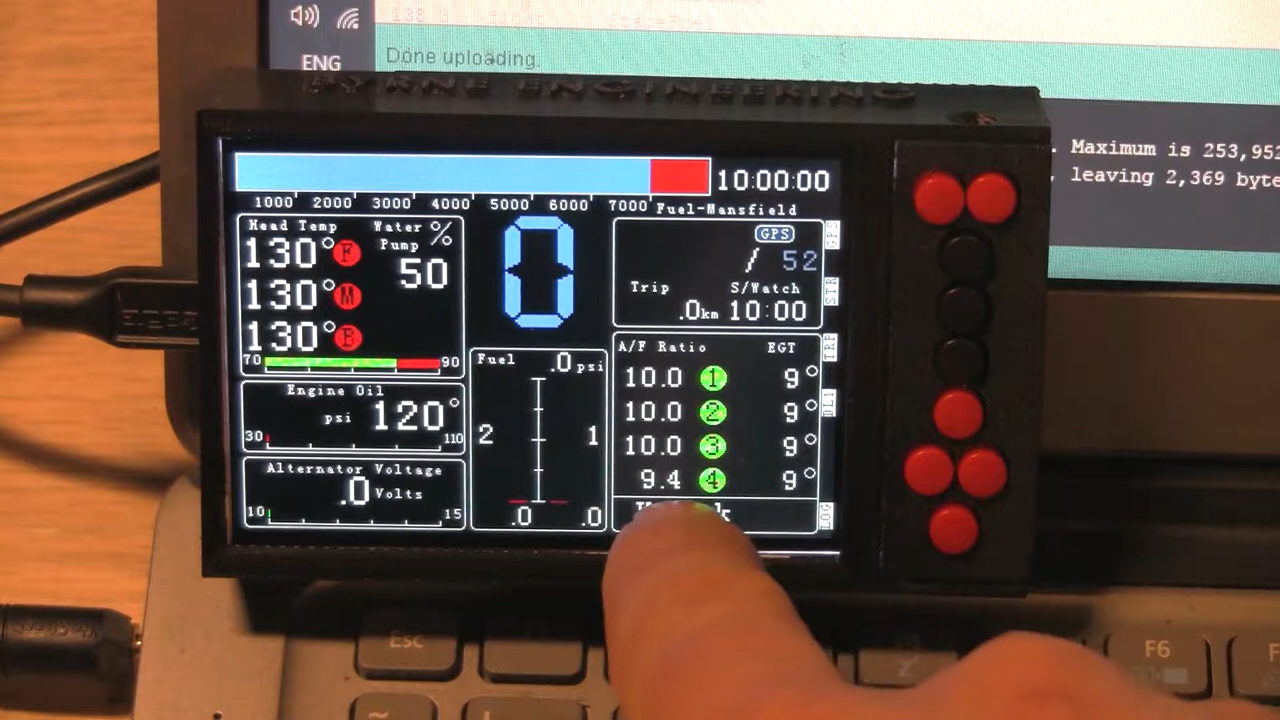 Done uploading.
ENG
BYRNE ENGINEERING
. Maximum is 253,952
, leaving 2,369 byte
10:00:00
1000 2000 3000 4000 5000 6000 7000
Fuel-Mansfield
Head Temp
Water %
Pump
130° F
50
130° M
130° E
70 90
Engine Oil
psi 120°
30 110
Alternator Voltage
.0 Volts
10 15
0
Fuel .0 psi
2 1
.0 .0
GPS
/ 52
Trip S/Watch
.0km 10:00
A/F Ratio EGT
10.0 1 9°
10.0 2 9°
10.0 3 9°
9.4 4 9°
GPS
STR
TRP
DL1
LOG
Esc
F6